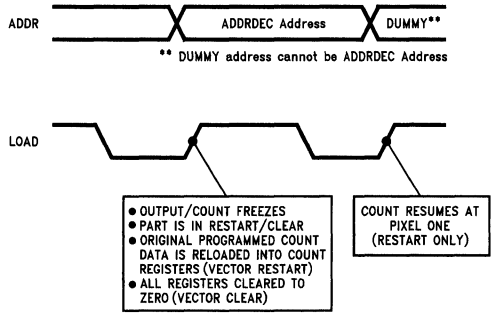 ADDR
ADDRDEC Address
DUMMY**
** DUMMY address cannot be ADDRDEC Address
LOAD
● OUTPUT/COUNT FREEZES
● PART IS IN RESTART/CLEAR
● ORIGINAL PROGRAMMED COUNT
DATA IS RELOADED INTO COUNT
REGISTERS (VECTOR RESTART)
● ALL REGISTERS CLEARED TO
ZERO (VECTOR CLEAR)
COUNT RESUMES AT
PIXEL ONE
(RESTART ONLY)